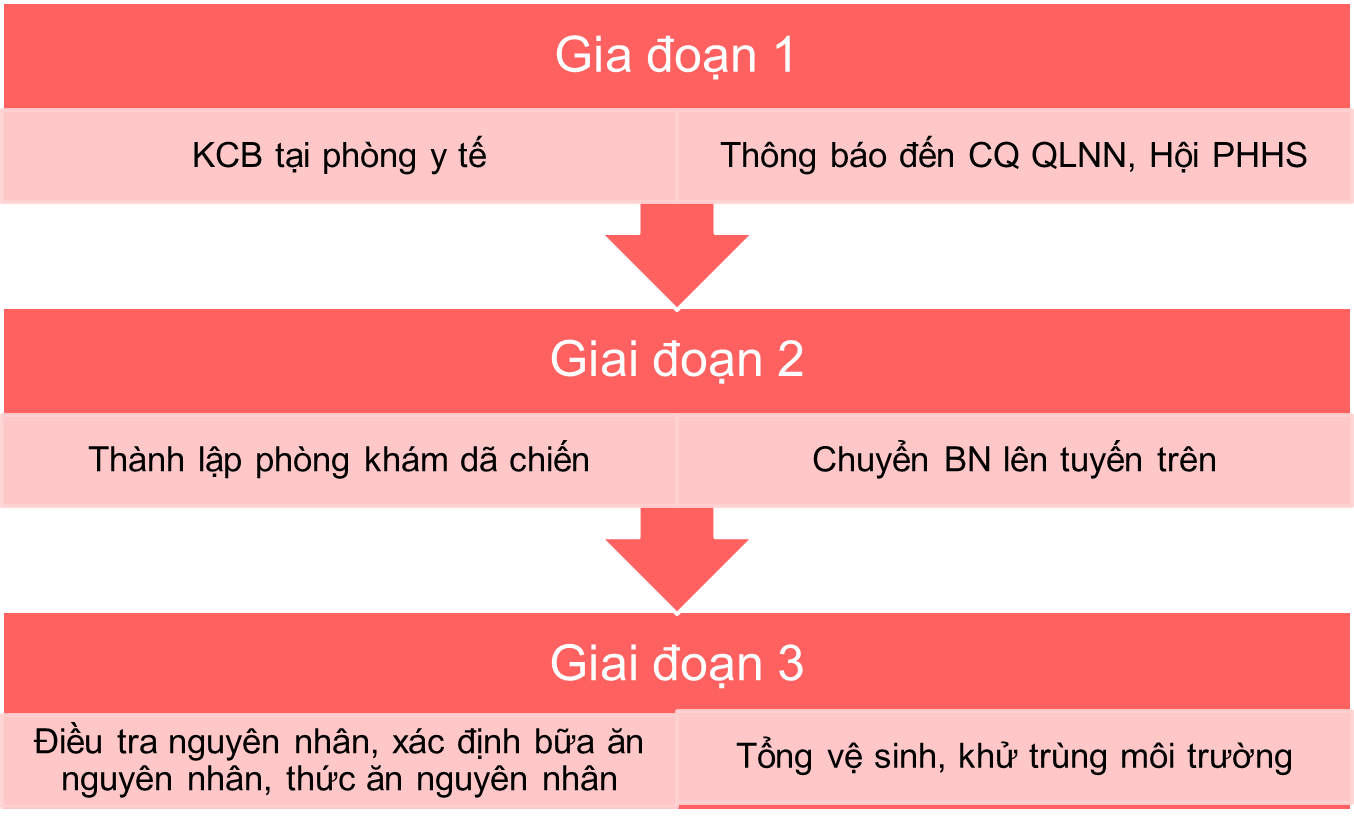 Gia đoạn 1
KCB tại phòng y tế
Thông báo đến CQ QLNN, Hội PHHS
Giai đoạn 2
Thành lập phòng khám dã chiến
Chuyển BN lên tuyến trên
Giai đoạn 3
Điều tra nguyên nhân, xác định bữa ăn
nguyên nhân, thức ăn nguyên nhân
Tổng vệ sinh, khử trùng môi trường